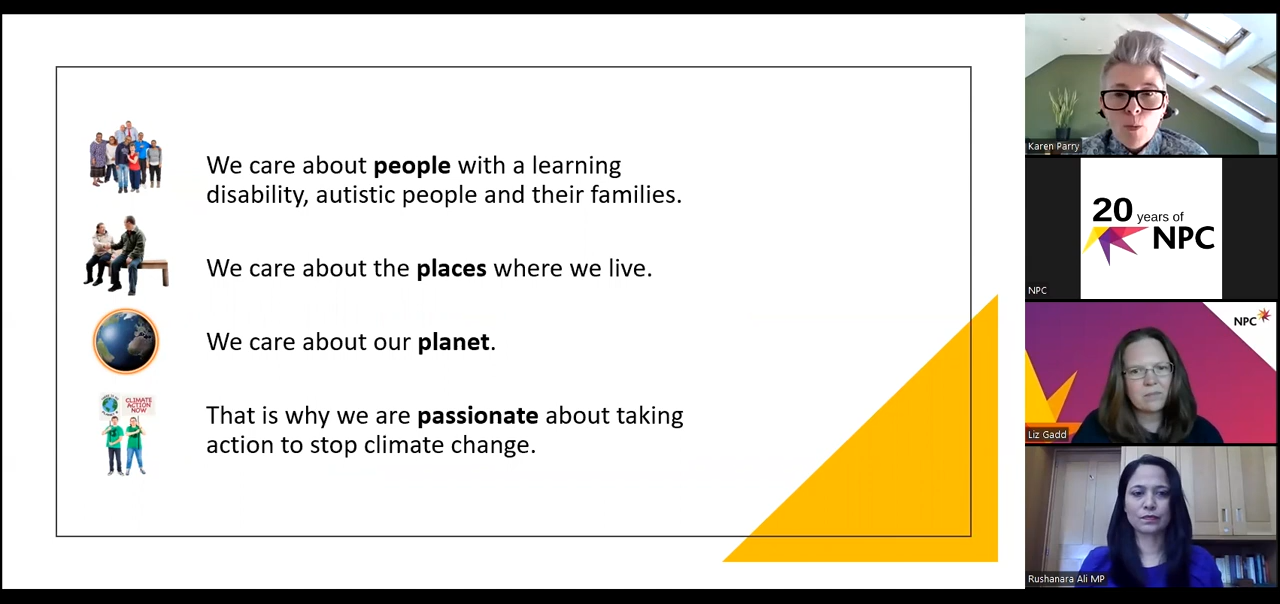 We care about people with a learning
disability, autistic people and their families.
We care about the places where we live.
We care about our planet.
CLIMATE
ACTION
NOW
That is why we are passionate about taking
action to stop climate change.
Karen Parry
20 years of
NPC
NPC
NPC
Liz Gadd
Rushanara Ali MP